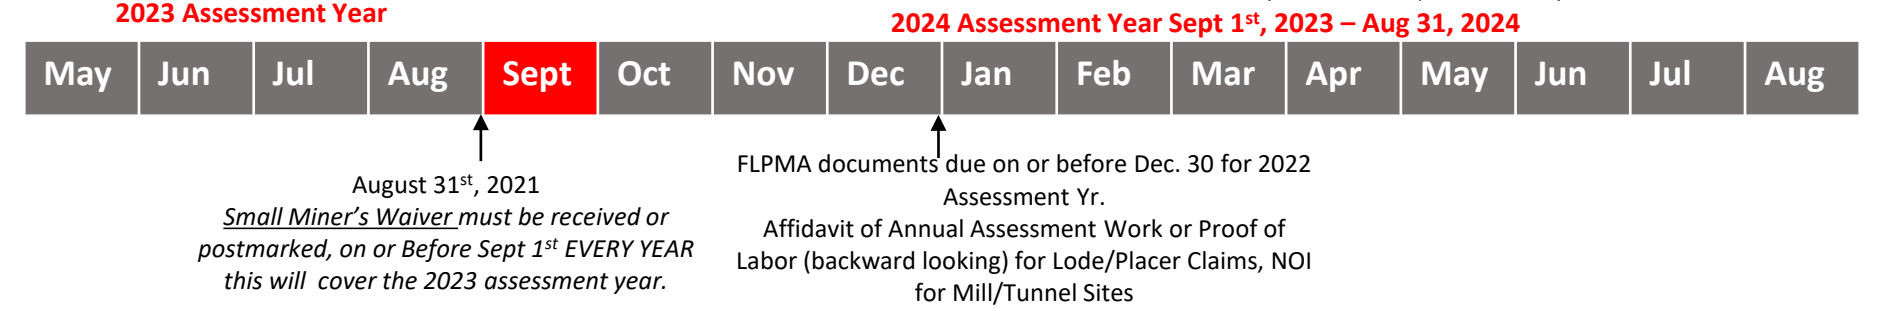 2023 Assessment Year
2024 Assessment Year Sept 1st, 2023 – Aug 31, 2024
May Jun Jul Aug Sept Oct Nov Dec Jan Feb Mar Apr May Jun Jul Aug
August 31st, 2021
Small Miner's Waiver must be received or
postmarked, on or Before Sept 1st EVERY YEAR
this will cover the 2023 assessment year.
FLPMA documents due on or before Dec. 30 for 2022
Assessment Yr.
Affidavit of Annual Assessment Work or Proof of
Labor (backward looking) for Lode/Placer Claims, NOI
for Mill/Tunnel Sites